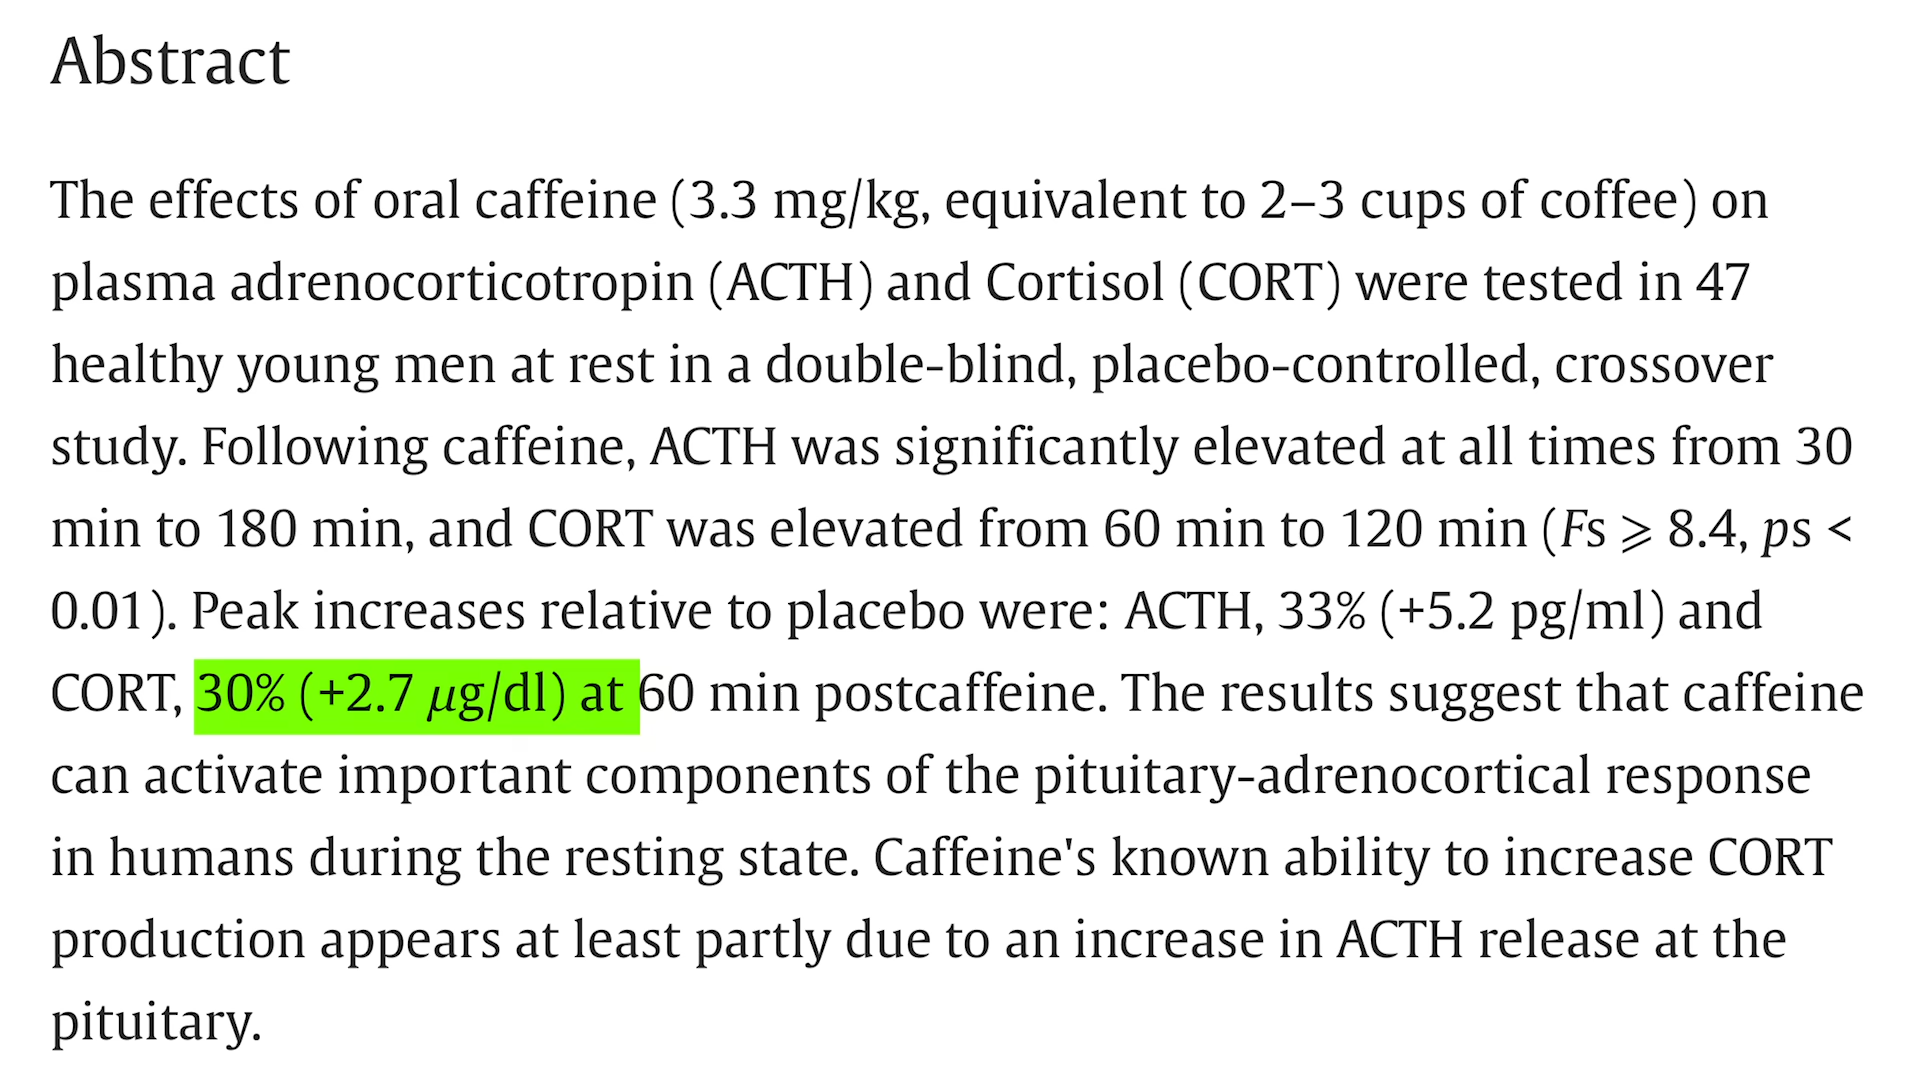 Abstract
The effects of oral caffeine (3.3 mg/kg, equivalent to 2–3 cups of coffee) on
plasma adrenocorticotropin (ACTH) and Cortisol (CORT) were tested in 47
healthy young men at rest in a double-blind, placebo-controlled, crossover
study. Following caffeine, ACTH was significantly elevated at all times from 30
min to 180 min, and CORT was elevated from 60 min to 120 min (Fs ⩾ 8.4, ps <
0.01). Peak increases relative to placebo were: ACTH, 33% (+5.2 pg/ml) and
CORT, 30% (+2.7 μg/dl) at 60 min postcaffeine. The results suggest that caffeine
can activate important components of the pituitary-adrenocortical response
in humans during the resting state. Caffeine's known ability to increase CORT
production appears at least partly due to an increase in ACTH release at the
pituitary.